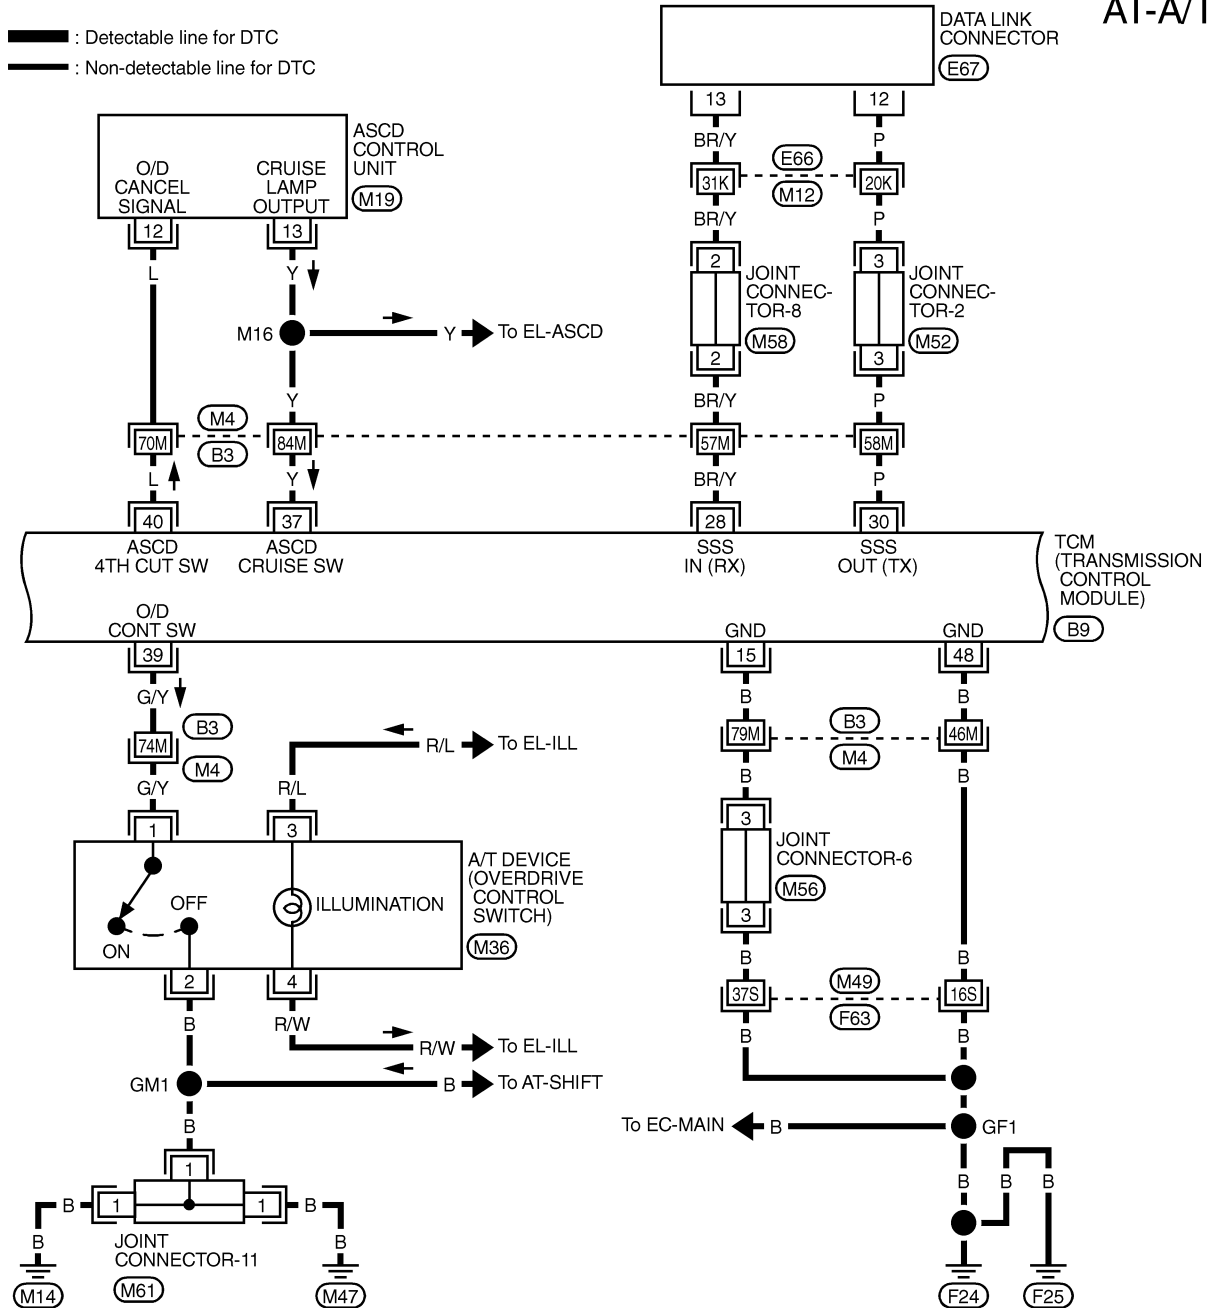 AT-A/T
: Detectable line for DTC
: Non-detectable line for DTC
DATA LINK
CONNECTOR
E67
13
12
BR/Y
P
E66
31K
20K
M12
BR/Y
P
ASCD
CONTROL
UNIT
M19
O/D
CANCEL
SIGNAL
CRUISE
LAMP
OUTPUT
12
13
L
Y
2
3
JOINT
CONNEC-
TOR-8
M58
JOINT
CONNEC-
TOR-2
M52
2
3
M16
Y
To EL-ASCD
Y
BR/Y
P
M4
70M
84M
57M
58M
B3
L
Y
BR/Y
P
40
37
28
30
ASCD
4TH CUT SW
ASCD
CRUISE SW
SSS
IN (RX)
SSS
OUT (TX)
TCM
(TRANSMISSION
CONTROL
MODULE)
B9
O/D
CONT SW
GND
GND
39
15
48
G/Y
B
B
B3
74M
M4
G/Y
R/L
To EL-ILL
R/L
B3
79M
46M
M4
B
B
1
3
3
JOINT
CONNECTOR-6
M56
3
A/T DEVICE
(OVERDRIVE
CONTROL
SWITCH)
M36
OFF
ILLUMINATION
ON
2
4
B
R/W
B
B
M49
37S
16S
F63
B
B
R/W
To EL-ILL
GM1
B
To AT-SHIFT
B
To EC-MAIN
B
GF1
1
B
1
1
B
B
B
B
B
B
JOINT
CONNECTOR-11
M61
M14
M47
F24
F25